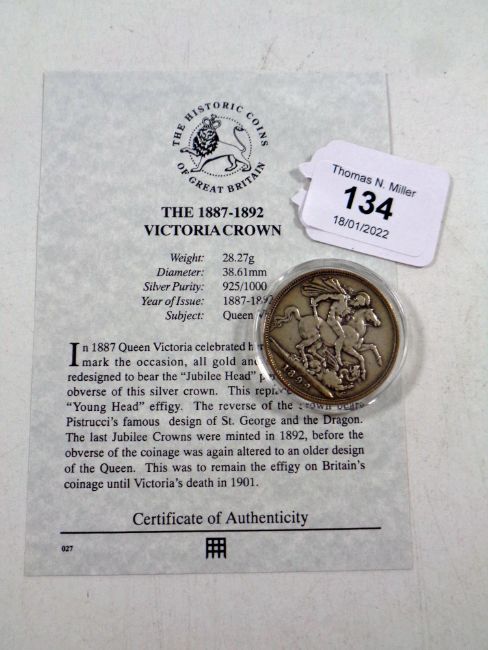 THE HISTORIC COINS
OF GREAT BRITAIN
Thomas N. Miller
134
18/01/2022
THE 1887-1892
VICTORIA CROWN
Weight: 28.27g
Diameter: 38.61mm
Silver Purity: 925/1000
Year of Issue: 1887-1892
Subject: Queen
In 1887 Queen Victoria celebrated
mark the occasion, all gold and
redesigned to bear the "Jubilee Head"
obverse of this silver crown. This
"Young Head" effigy. The reverse of the crown bears
Pistrucci's famous design of St. George and the Dragon.
The last Jubilee Crowns were minted in 1892, before the
obverse of the coinage was again altered to an older design
of the Queen. This was to remain the effigy on Britain's
coinage until Victoria's death in 1901.
Certificate of Authenticity
027